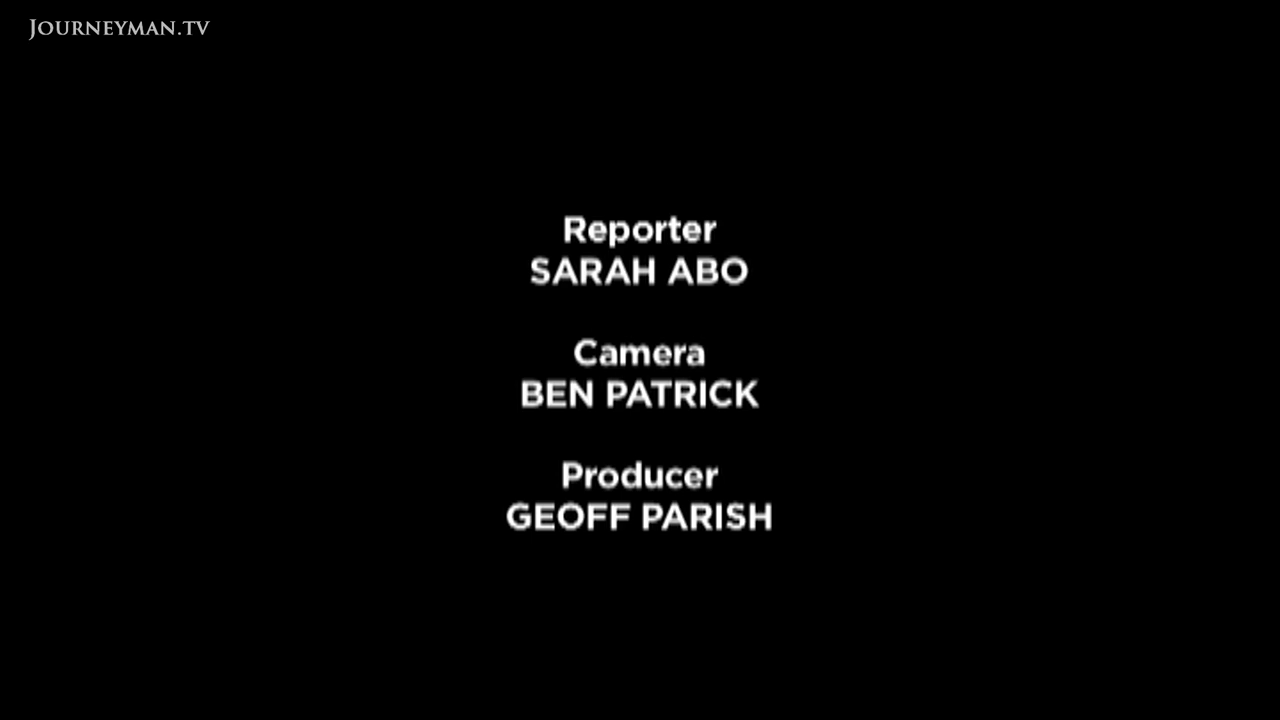 JOURNEYMAN.TV
Reporter
SARAH ABO
Camera
BEN PATRICK
Producer
GEOFF PARISH